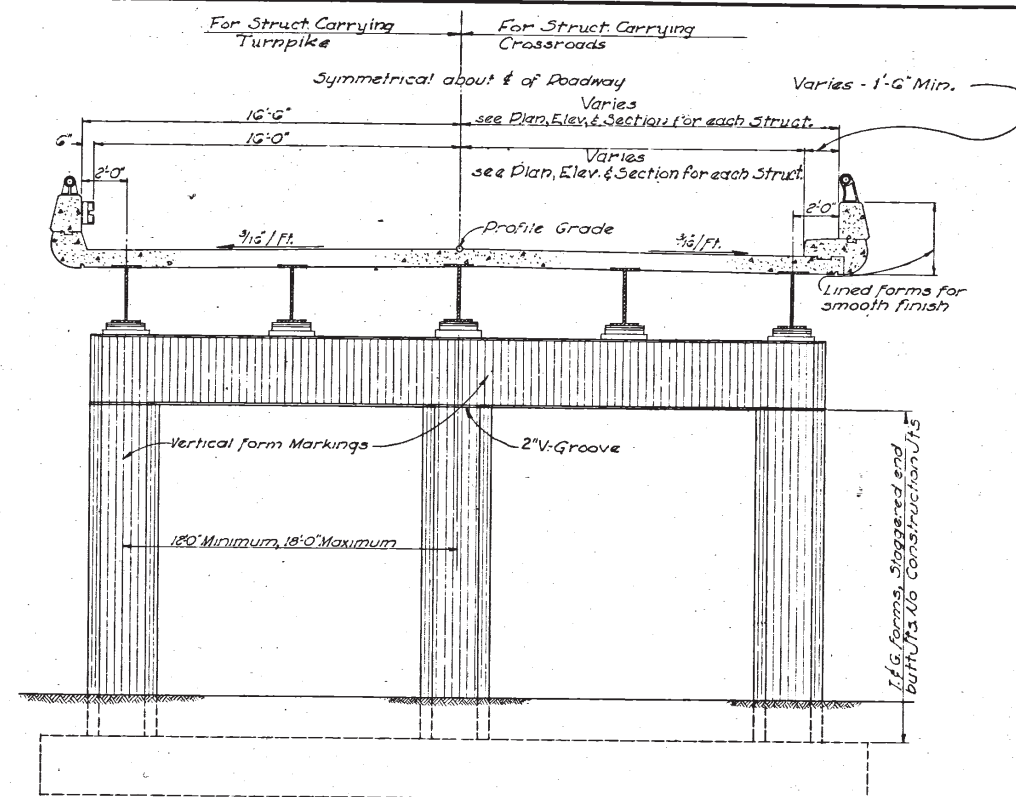 For Struct. Carrying
Turnpike
For Struct. Carrying
Crossroads
Symmetrical about ℄ of Roadway
Varies - 1'-6" Min.
16'-6"
Varies
see Plan, Elev, & Section for each Struct.
6"
16'-0"
Varies
see Plan, Elev. & Section for each Struct.
2'-0"
2'-0"
3/16"/Ft.
Profile Grade
3/16"/Ft.
Lined forms for
smooth finish
Vertical form Markings
2"V-Groove
12'0" Minimum, 18'-0" Maximum
T.&G. forms, Staggered end
butt Jts. No Construction Jts